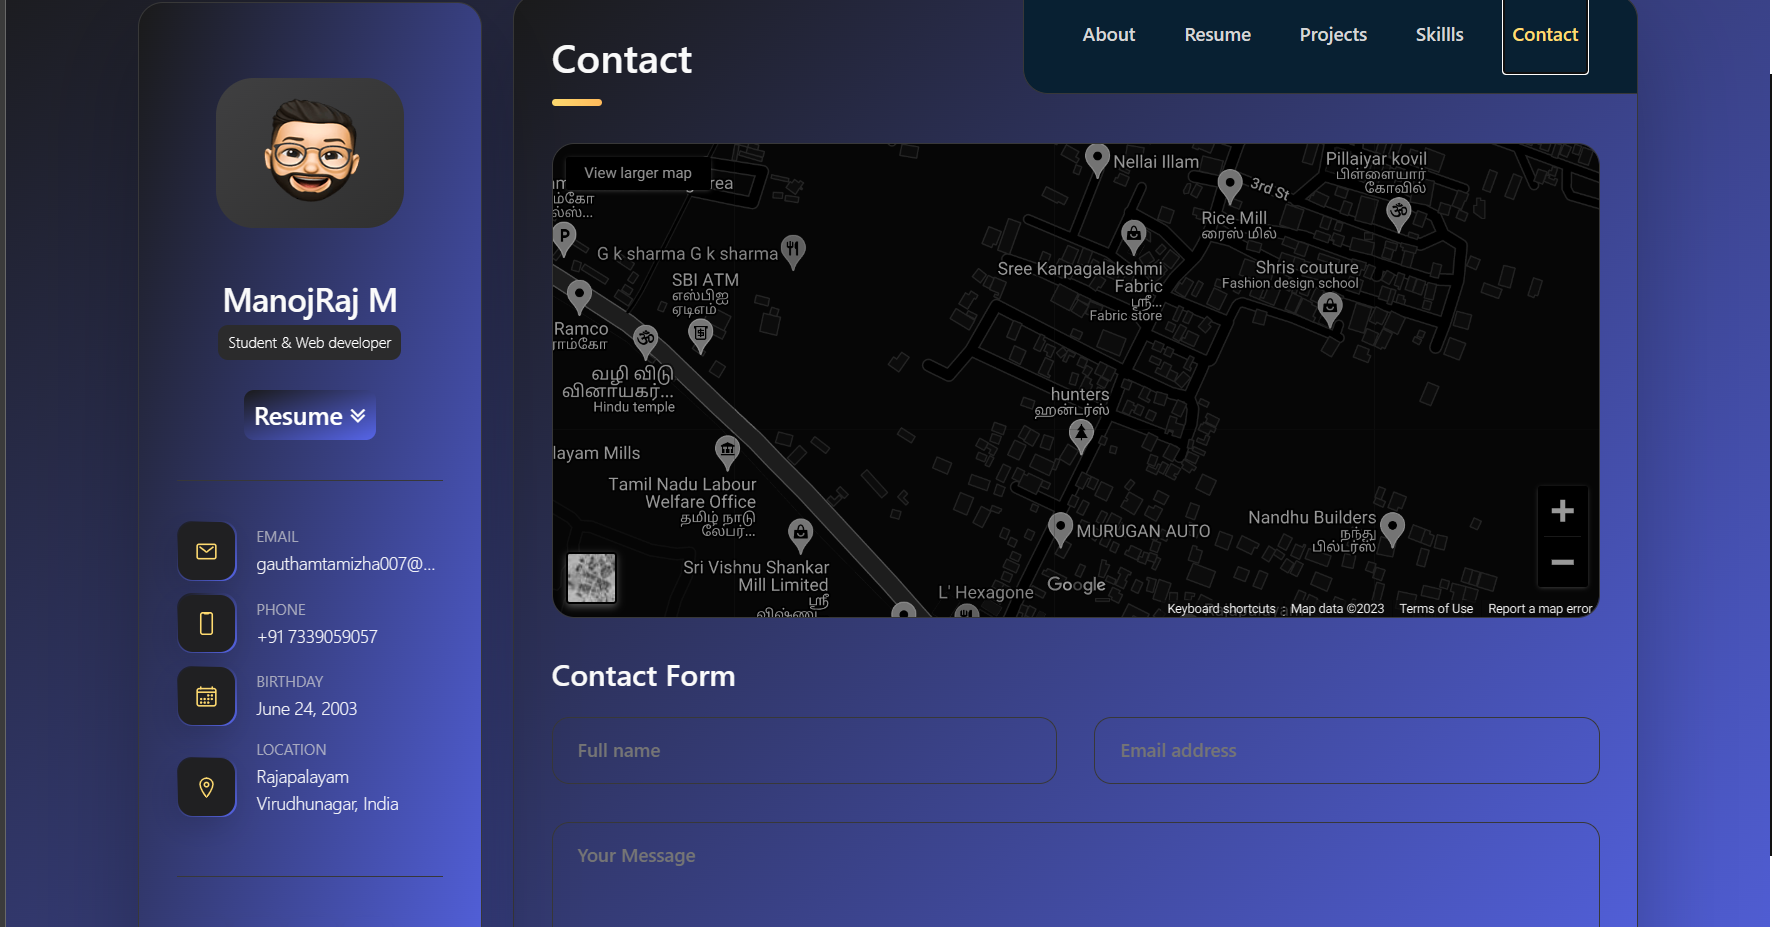 ManojRaj M
Student & Web developer
Resume
EMAIL
gauthamtamizha007@...
PHONE
+91 7339059057
BIRTHDAY
June 24, 2003
LOCATION
Rajapalayam
Virudhunagar, India
About
Resume
Projects
Skillls
Contact
Contact
View larger map
rea
ம்கோ
ல்ஸ்...
P
G k sharma G k sharma
SBI ATM
எஸ்பிஐ
ஏடிஎம்
Ramco
ராம்கோ
வழி விடு
வினாயகர்...
Hindu temple
layam Mills
Tamil Nadu Labour
Welfare Office
தமிழ் நாடு
லேபர்...
Sri Vishnu Shankar
Mill Limited
ஸ்ரீ
விஷ்ணு
Nellai Illam
3rd St
Pillaiyar kovil
பிள்ளையார்
கோவில்
Rice Mill
ரைஸ் மில்
Sree Karpagalakshmi
Fabric
ஸ்ரீ...
Fabric store
Shris couture
Fashion design school
hunters
ஹன்டர்ஸ்
MURUGAN AUTO
Nandhu Builders
நந்து
பில்டர்ஸ்
L' Hexagone
Google
+
−
Keyboard shortcuts
Map data ©2023
Terms of Use
Report a map error
Contact Form
Full name
Email address
Your Message